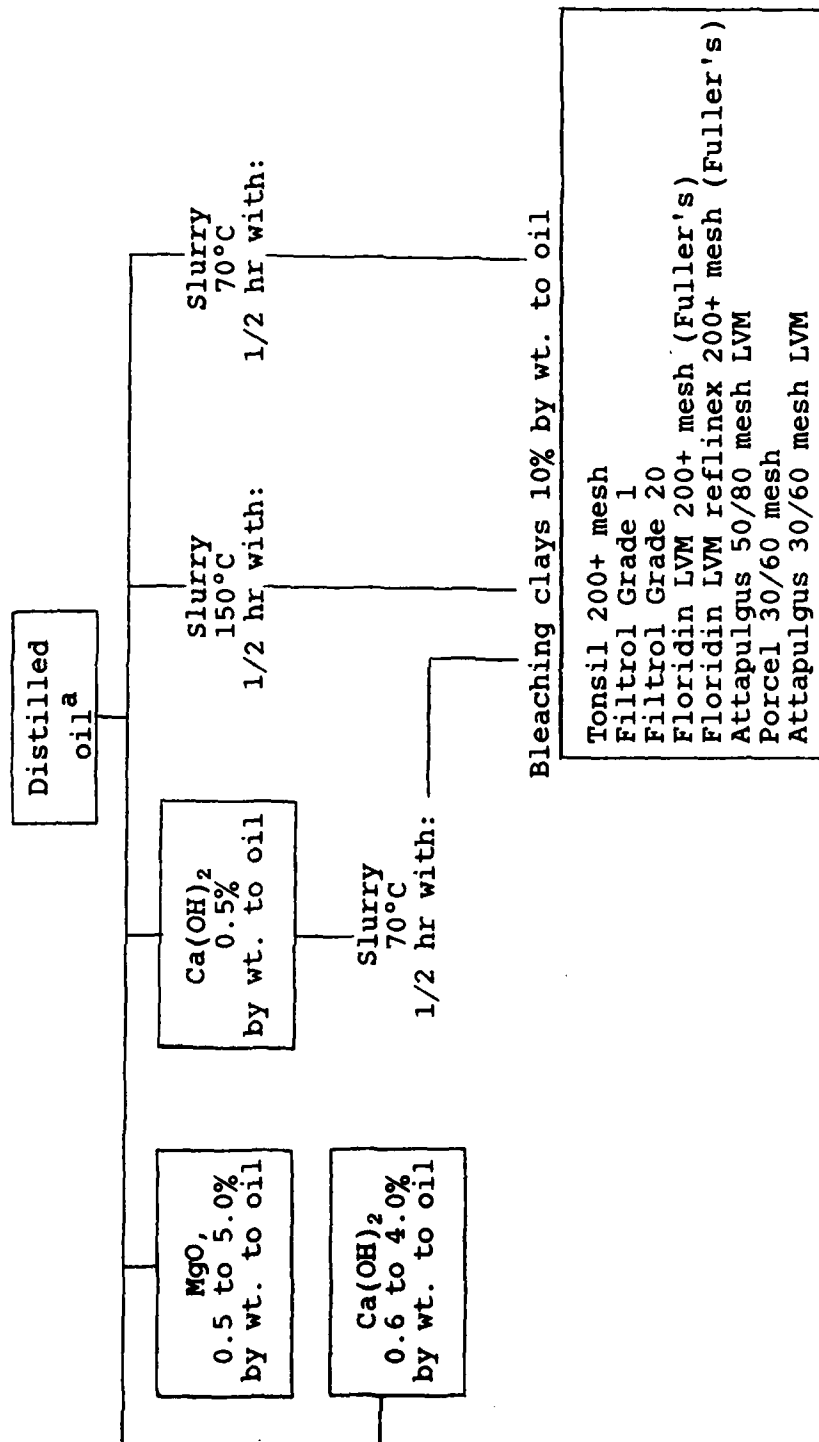 Distilled
oilᵃ
MgO,
0.5 to 5.0%
by wt. to oil
Ca(OH)₂
0.6 to 4.0%
by wt. to oil
Ca(OH)₂
0.5%
by wt. to oil
Slurry
70°C
1/2 hr with:
Slurry
150°C
1/2 hr with:
Slurry
70°C
1/2 hr with:
Bleaching clays 10% by wt. to oil
Tonsil 200+ mesh
Filtrol Grade 1
Filtrol Grade 20
Floridin LVM 200+ mesh (Fuller's)
Floridin LVM reflinex 200+ mesh (Fuller's)
Attapulgus 50/80 mesh LVM
Porcel 30/60 mesh
Attapulgus 30/60 mesh LVM